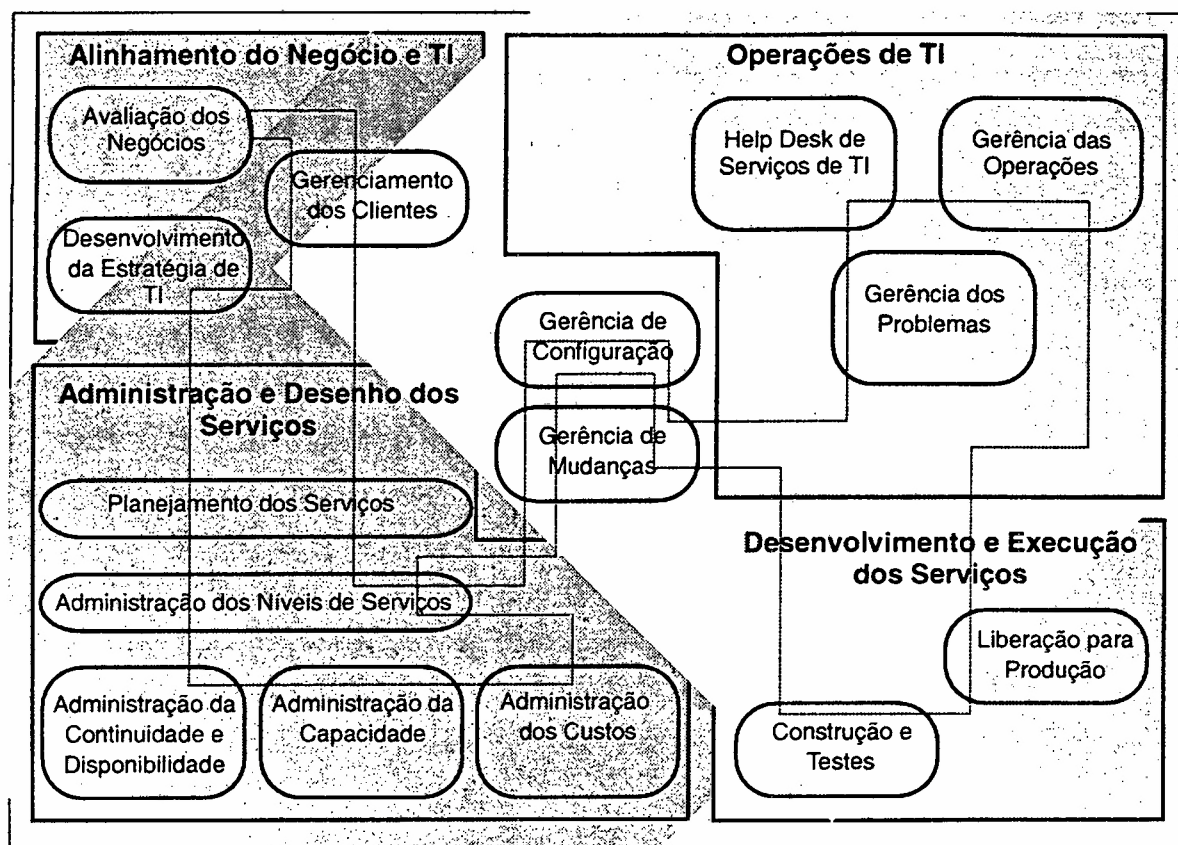 Alinhamento do Negócio e TI
Avaliação dos
Negócios
Gerenciamento
dos Clientes
Desenvolvimento
da Estratégia de
TI
Operações de TI
Help Desk de
Serviços de TI
Gerência das
Operações
Gerência dos
Problemas
Gerência de
Configuração
Gerência de
Mudanças
Administração e Desenho dos
Serviços
Planejamento dos Serviços
Administração dos Níveis de Serviços
Administração da
Continuidade e
Disponibilidade
Administração da
Capacidade
Administração
dos Custos
Desenvolvimento e Execução
dos Serviços
Liberação para
Produção
Construção e
Testes